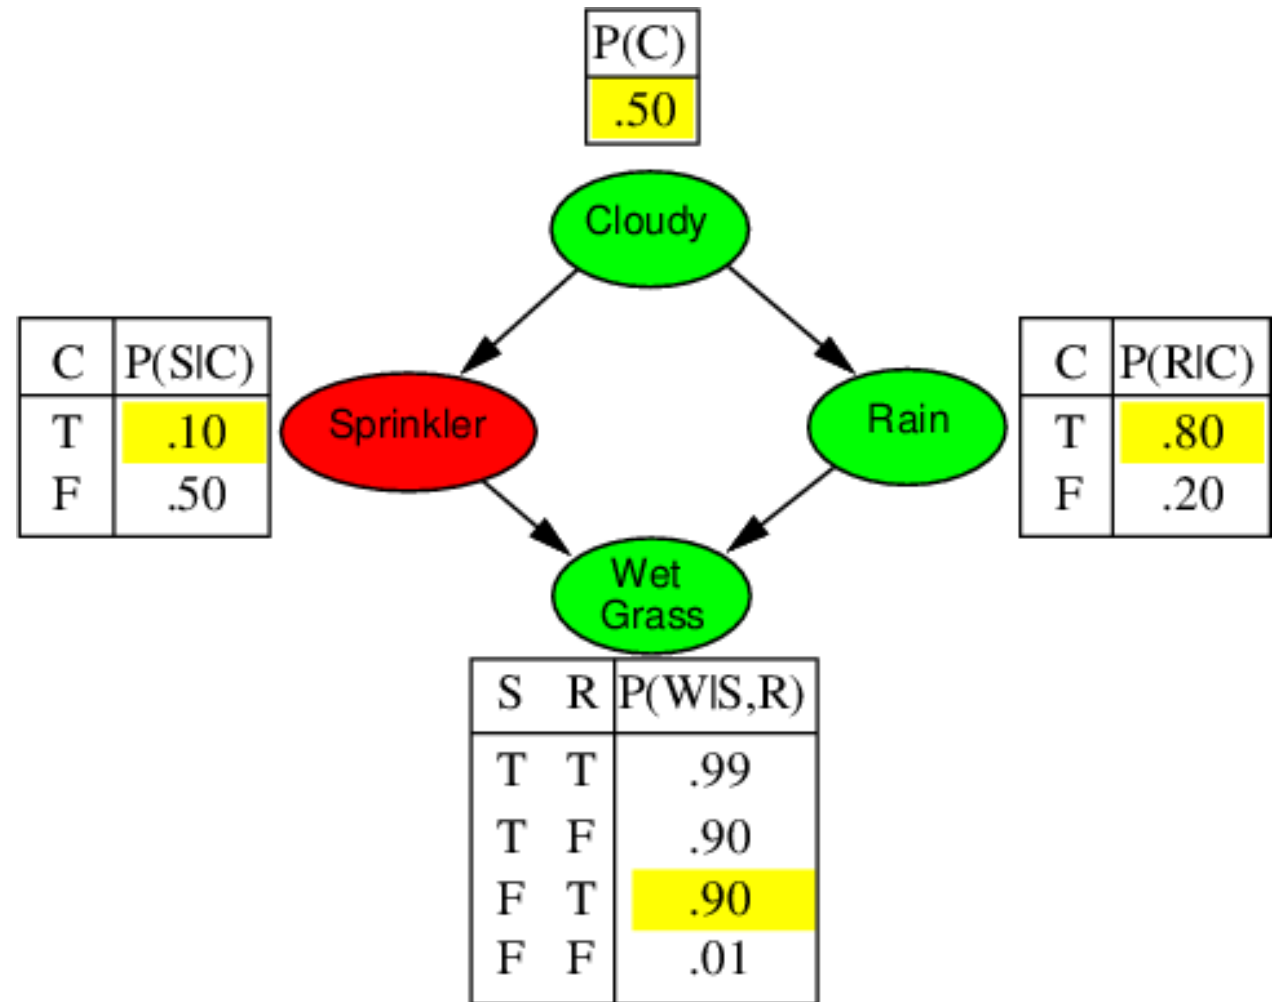 P(C)
.50
Cloudy
C P(S|C)
T .10
F .50
Sprinkler
Rain
C P(R|C)
T .80
F .20
Wet
Grass
S R P(W|S,R)
T T .99
T F .90
F T .90
F F .01